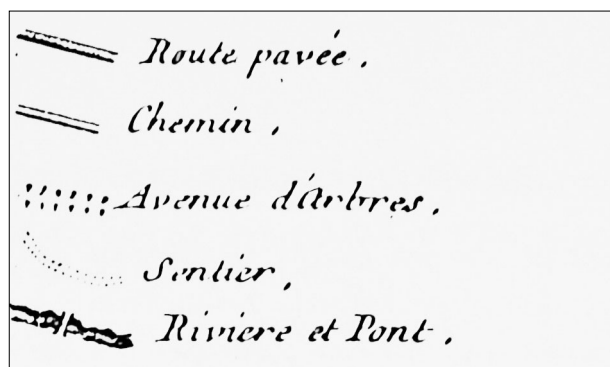 Route pavée.
Chemin.
Avenue d'Arbres.
Sentier.
Riviere et Pont.